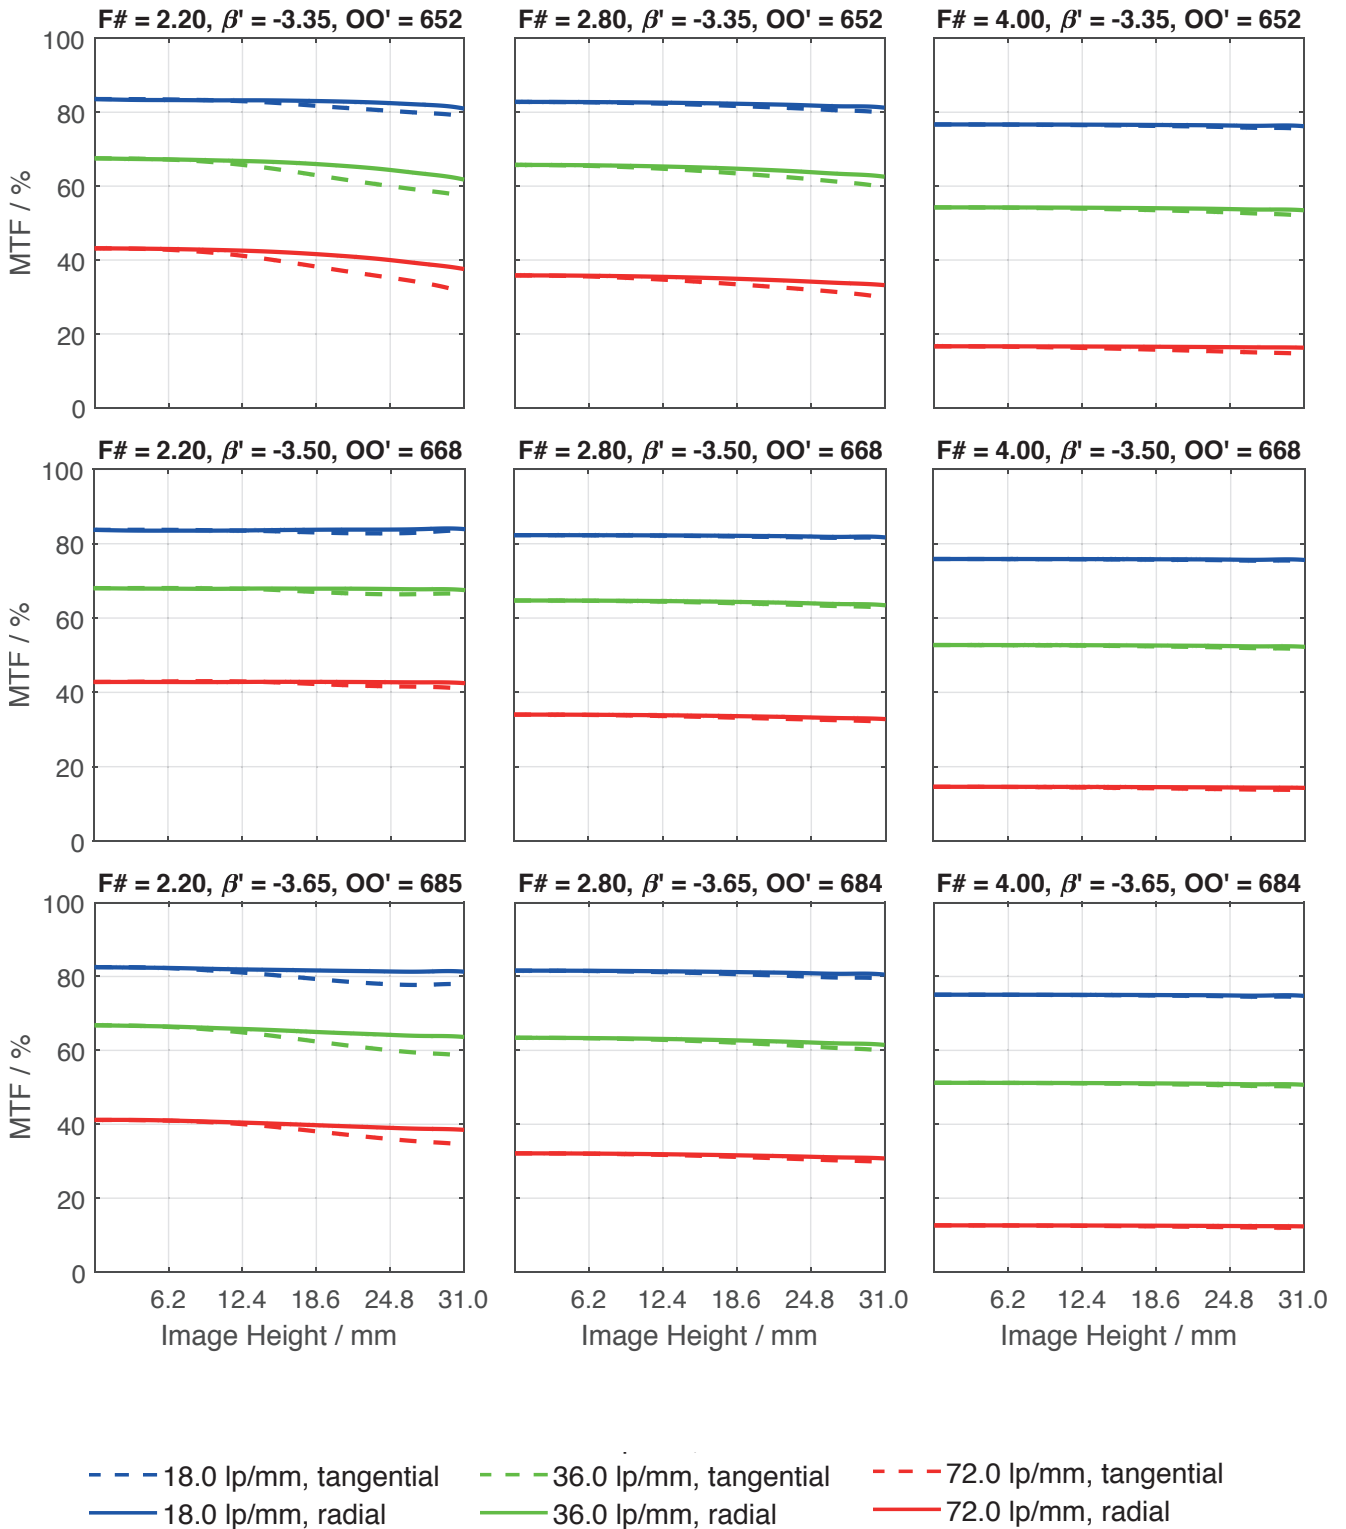 F# = 2.20, β' = -3.35, OO' = 652
F# = 2.80, β' = -3.35, OO' = 652
F# = 4.00, β' = -3.35, OO' = 652
100
80
60
40
20
0
MTF / %
F# = 2.20, β' = -3.50, OO' = 668
F# = 2.80, β' = -3.50, OO' = 668
F# = 4.00, β' = -3.50, OO' = 668
100
80
60
40
20
0
MTF / %
F# = 2.20, β' = -3.65, OO' = 685
F# = 2.80, β' = -3.65, OO' = 684
F# = 4.00, β' = -3.65, OO' = 684
100
80
60
40
20
0
MTF / %
6.2 12.4 18.6 24.8 31.0
6.2 12.4 18.6 24.8 31.0
6.2 12.4 18.6 24.8 31.0
Image Height / mm
Image Height / mm
Image Height / mm
18.0 lp/mm, tangential
36.0 lp/mm, tangential
72.0 lp/mm, tangential
18.0 lp/mm, radial
36.0 lp/mm, radial
72.0 lp/mm, radial